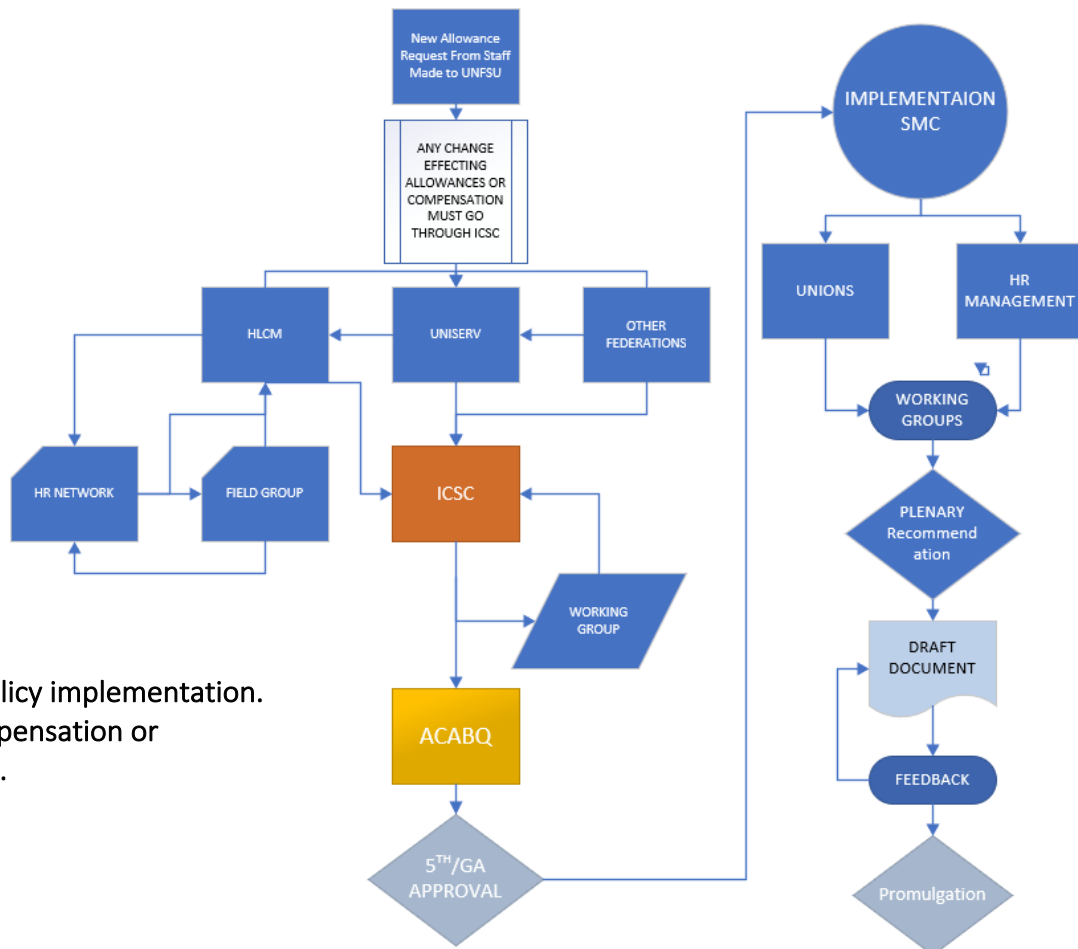 New Allowance
Request From Staff
Made to UNFSU
ANY CHANGE
EFFECTING
ALLOWANCES OR
COMPENSATION
MUST GO
THROUGH ICSC
HLCM
UNISERV
OTHER
FEDERATIONS
HR NETWORK
FIELD GROUP
ICSC
WORKING
GROUP
licy implementation.
pensation or
.
ACABQ
5TH/GA
APPROVAL
IMPLEMENTAION
SMC
UNIONS
HR
MANAGEMENT
WORKING
GROUPS
PLENARY
Recommend
ation
DRAFT
DOCUMENT
FEEDBACK
Promulgation